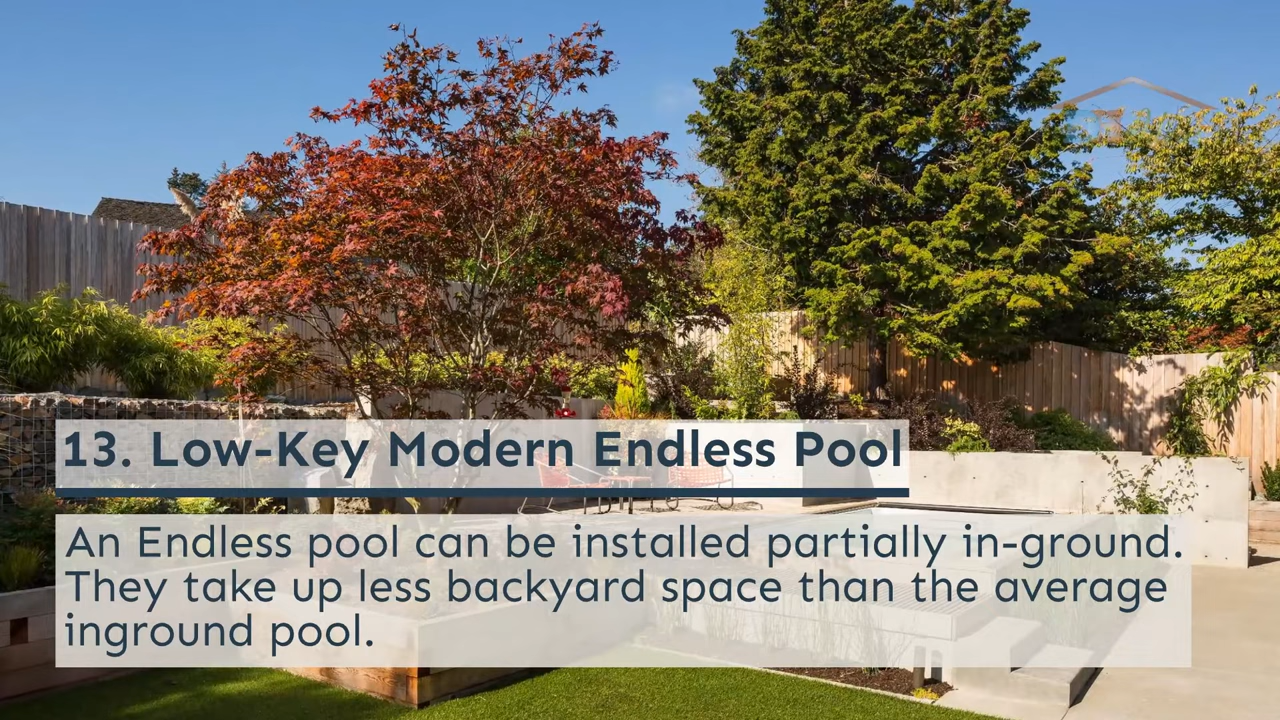 13. Low-Key Modern Endless Pool
An Endless pool can be installed partially in-ground.
They take up less backyard space than the average
inground pool.